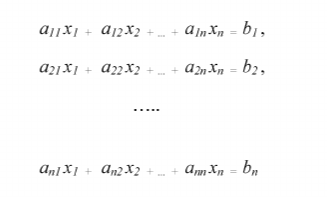 a₁₁x₁ + a₁₂x₂ + ... + a₁ₙxₙ = b₁,
a₂₁x₁ + a₂₂x₂ + ... + a₂ₙxₙ = b₂,
.....
aₙ₁x₁ + aₙ₂x₂ + ... + aₙₙxₙ = bₙ